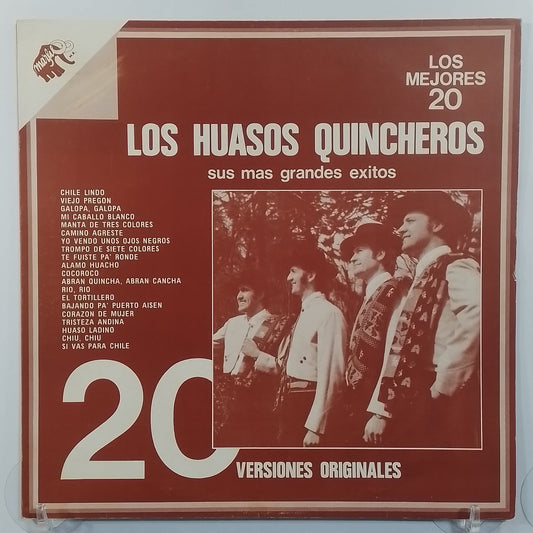 marfer
LOS
MEJORES
20
LOS HUASOS QUINCHEROS
sus mas grandes exitos
CHILE LINDO
VIEJO PREGON
GALOPA, GALOPA
MI CABALLO BLANCO
MANTA DE TRES COLORES
CAMINO AGRESTE
YO VENDO UNOS OJOS NEGROS
TROMPO DE SIETE COLORES
TE FUISTE PA' RONDE
ALAMO HUACHO
COCOROCO
ABRAN QUINCHA, ABRAN CANCHA
RIO, RIO
EL TORTILLERO
BAJANDO PA' PUERTO AISEN
CORAZON DE MUJER
TRISTEZA ANDINA
HUASO LADINO
CHIU, CHIU
SI VAS PARA CHILE
20
VERSIONES ORIGINALES